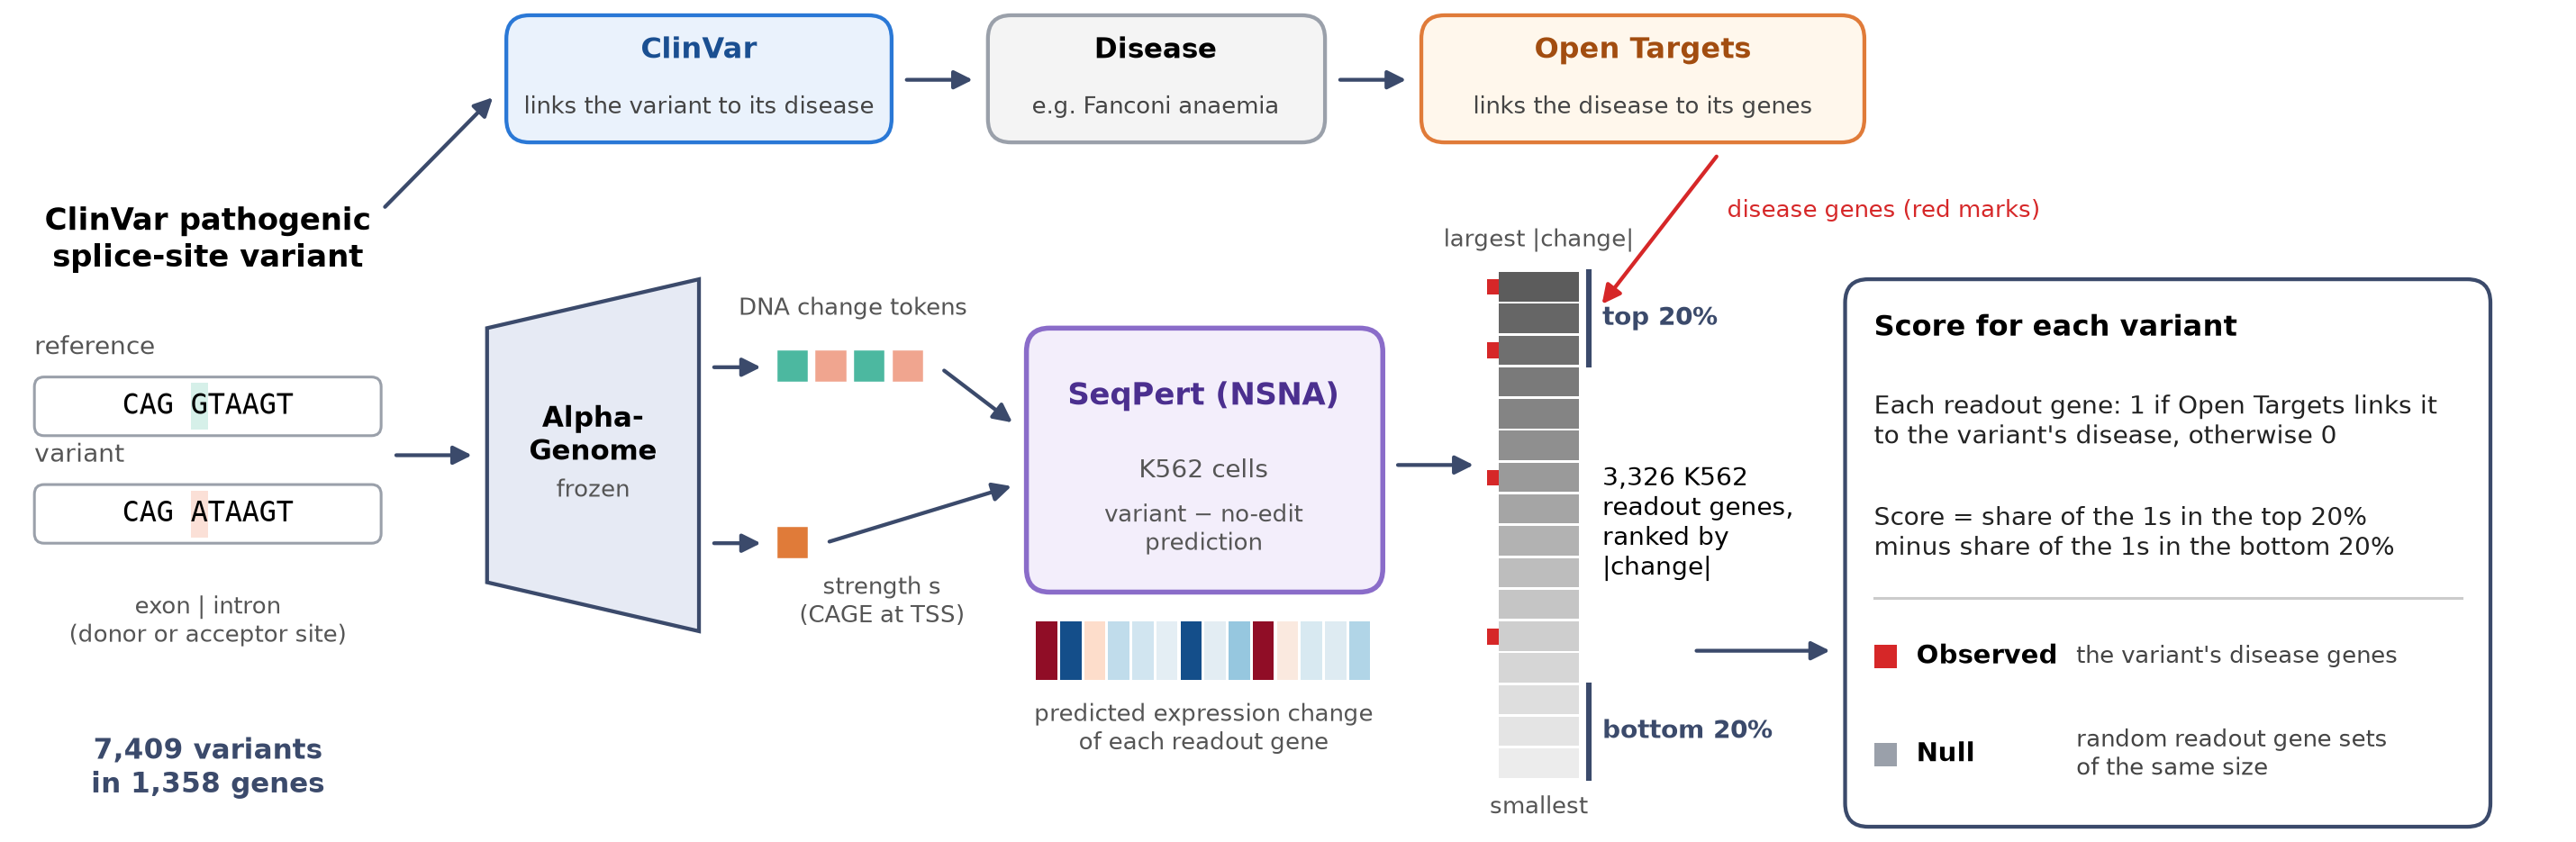 ClinVar
links the variant to its disease
Disease
e.g. Fanconi anaemia
Open Targets
links the disease to its genes
disease genes (red marks)
ClinVar pathogenic
splice-site variant
reference
CAG GTAAGT
variant
CAG ATAAGT
exon | intron
(donor or acceptor site)
7,409 variants
in 1,358 genes
Alpha-
Genome
frozen
DNA change tokens
strength s
(CAGE at TSS)
SeqPert (NSNA)
K562 cells
variant − no-edit
prediction
predicted expression change
of each readout gene
largest |change|
top 20%
3,326 K562
readout genes,
ranked by
|change|
bottom 20%
smallest
Score for each variant
Each readout gene: 1 if Open Targets links it
to the variant's disease, otherwise 0
Score = share of the 1s in the top 20%
minus share of the 1s in the bottom 20%
Observed the variant's disease genes
Null random readout gene sets
of the same size